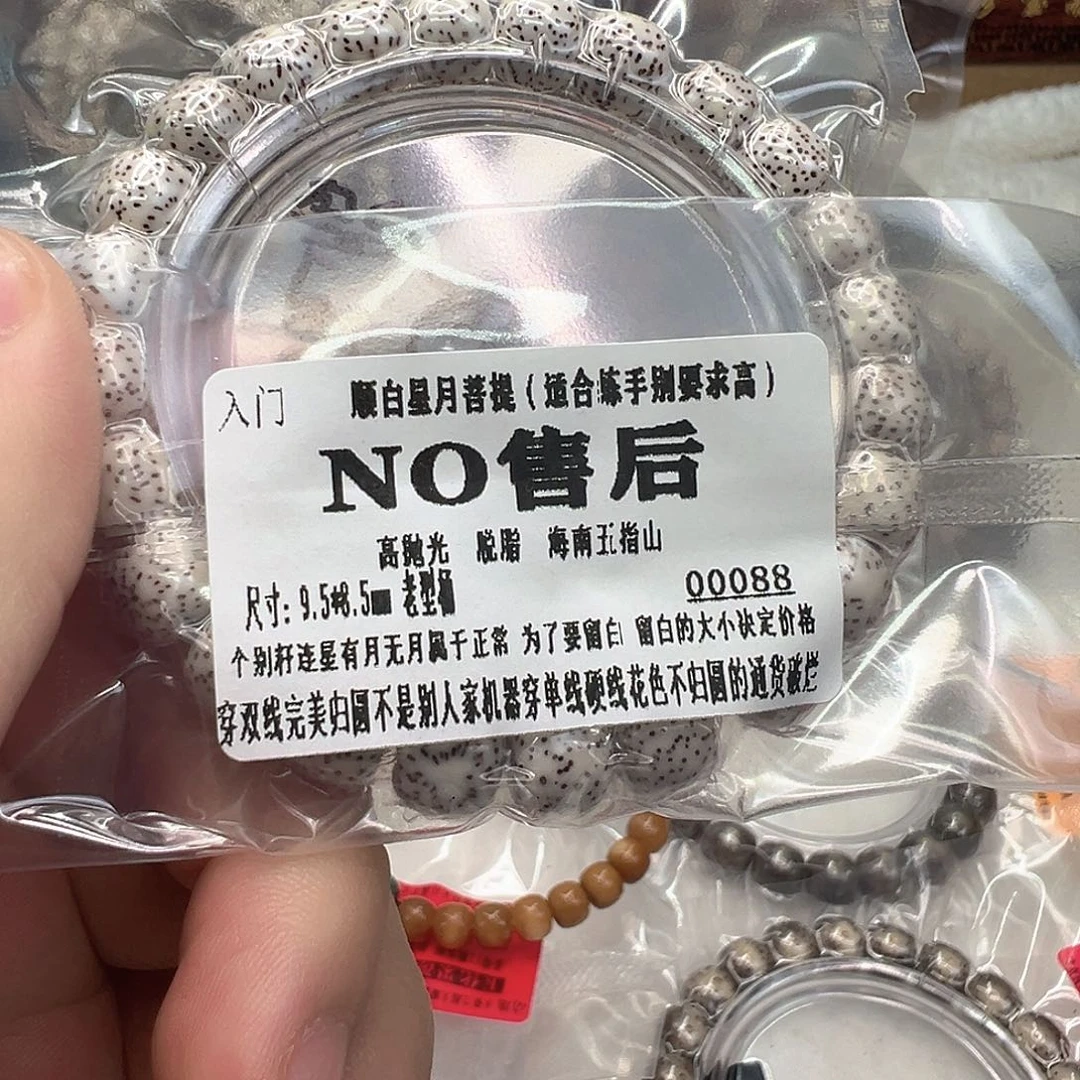 入门 顺白星月菩提（适合练手别要求高）
NO售后
高抛光 脱脂 海南五指山
尺寸: 9.5*8.5mm 老型桶 00088
个别籽连星有月无月属于正常 为了要留白 留白的大小决定价格
穿双线完美归圆不是别人家机器穿单线硬线花色不归圆的通货破烂